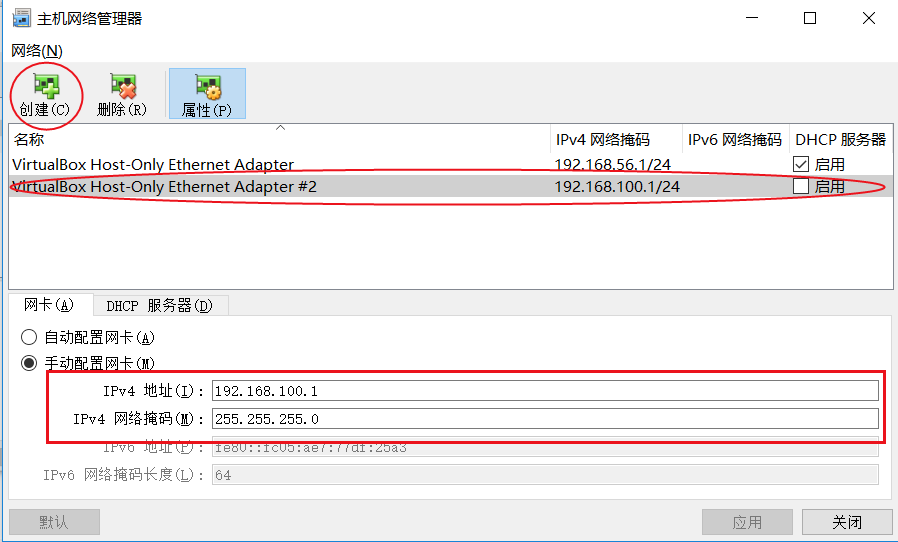 主机网络管理器
网络(N)
创建(C) 删除(R) 属性(P)
名称 IPv4 网络掩码 IPv6 网络掩码 DHCP 服务器
VirtualBox Host-Only Ethernet Adapter 192.168.56.1/24 启用
VirtualBox Host-Only Ethernet Adapter #2 192.168.100.1/24 启用
网卡(A) DHCP 服务器(D)
自动配置网卡(A)
手动配置网卡(M)
IPv4 地址(I): 192.168.100.1
IPv4 网络掩码(M): 255.255.255.0
IPv6 地址(P): fe80::fc05:ae7:77df:25a3
IPv6 网络掩码长度(L): 64
默认 应用 关闭